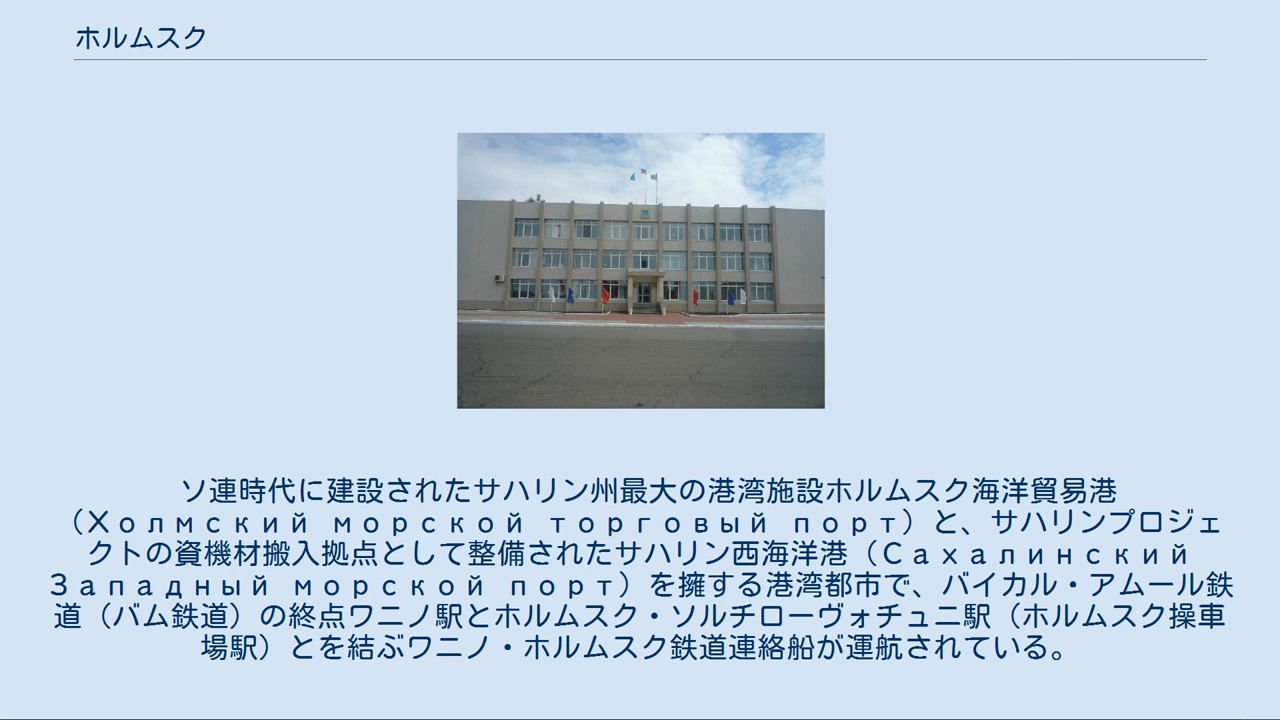 ホルムスク
ソ連時代に建設されたサハリン州最大の港湾施設ホルムスク海洋貿易港
（Холмский морской торговый порт）と、サハリンプロジェ
クトの資機材搬入拠点として整備されたサハリン西海洋港（Сахалинский
Западный морской порт）を擁する港湾都市で、バイカル・アムール鉄
道（バム鉄道）の終点ワニノ駅とホルムスク・ソルチローヴォチュニ駅（ホルムスク操車
場駅）とを結ぶワニノ・ホルムスク鉄道連絡船が運航されている。